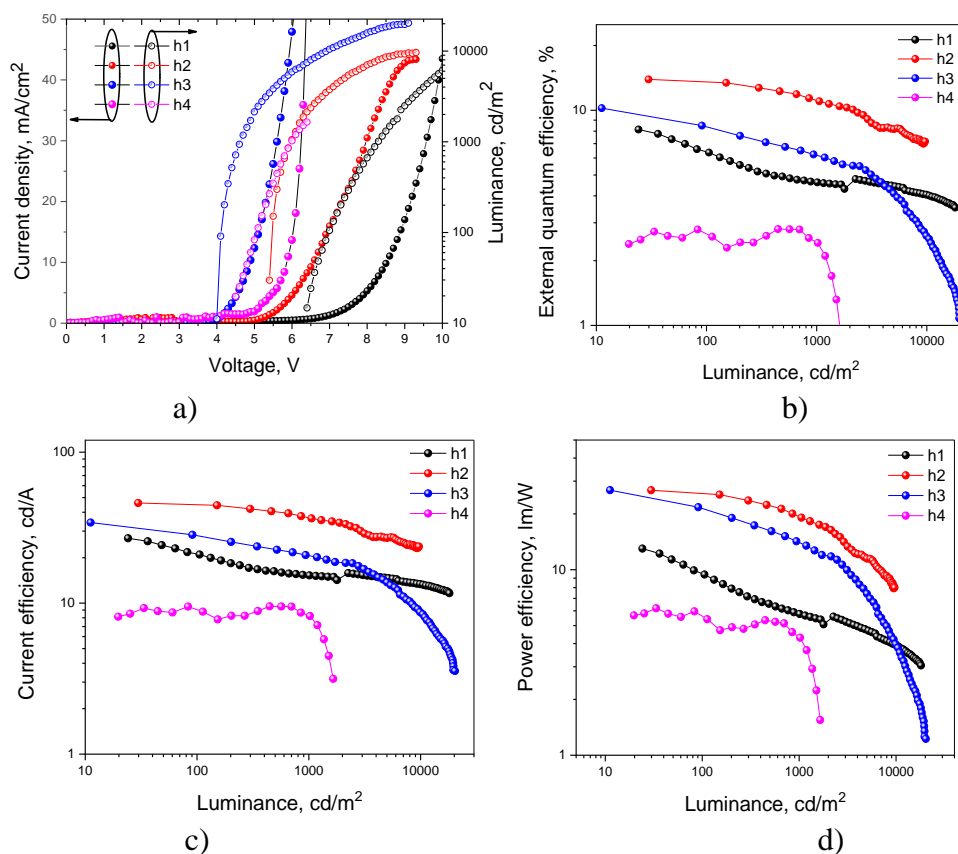 50
40
30
20
10
0
Current density, mA/cm²
0 1 2 3 4 5 6 7 8 9 10
Voltage, V
10000
1000
100
10
Luminance, cd/m²
h1
h2
h3
h4
a)
10
1
External quantum efficiency, %
10 100 1000 10000
Luminance, cd/m²
h1
h2
h3
h4
b)
100
10
1
Current efficiency, cd/A
10 100 1000 10000
Luminance, cd/m²
h1
h2
h3
h4
c)
10
1
Power efficiency, lm/W
10 100 1000 10000
Luminance, cd/m²
h1
h2
h3
h4
d)